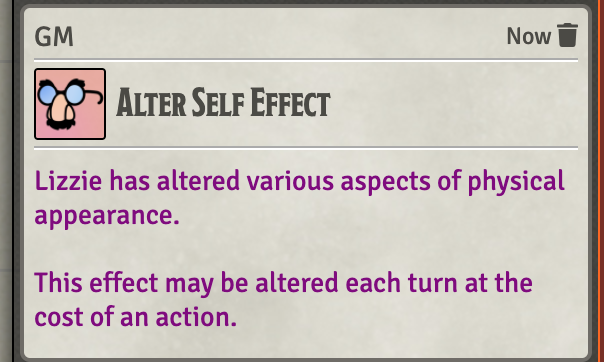 GM
Now
Alter Self Effect
Lizzie has altered various aspects of physical
appearance.
This effect may be altered each turn at the
cost of an action.